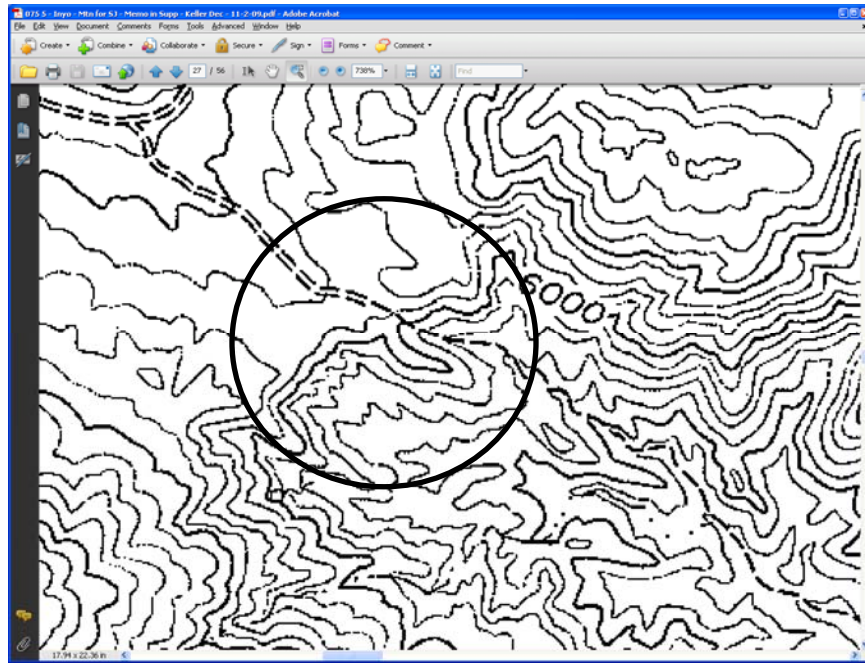 075 5 - Inyo - Mtn for SJ - Memo in Supp - Keller Dec - 11-2-09.pdf - Adobe Acrobat
File Edit View Document Comments Forms Tools Advanced Window Help
Create Combine Collaborate Secure Sign Forms Comment
27 / 56 738% Find
6000
17.94 x 22.36 in